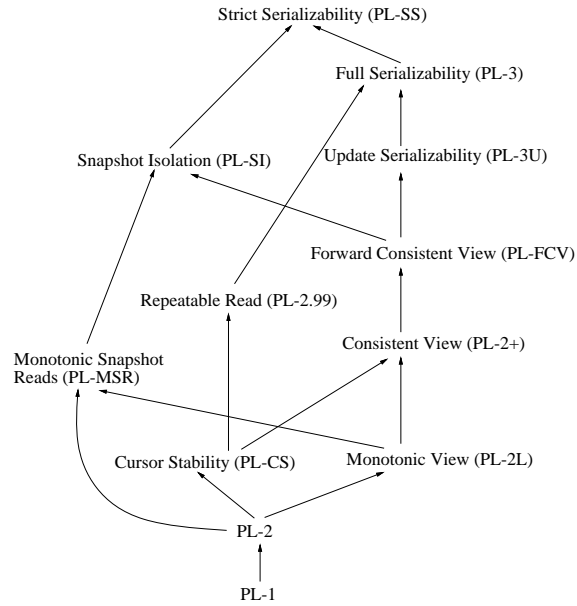 Strict Serializability (PL-SS)
Full Serializability (PL-3)
Snapshot Isolation (PL-SI)
Update Serializability (PL-3U)
Forward Consistent View (PL-FCV)
Repeatable Read (PL-2.99)
Consistent View (PL-2+)
Monotonic Snapshot
Reads (PL-MSR)
Cursor Stability (PL-CS)
Monotonic View (PL-2L)
PL-2
PL-1